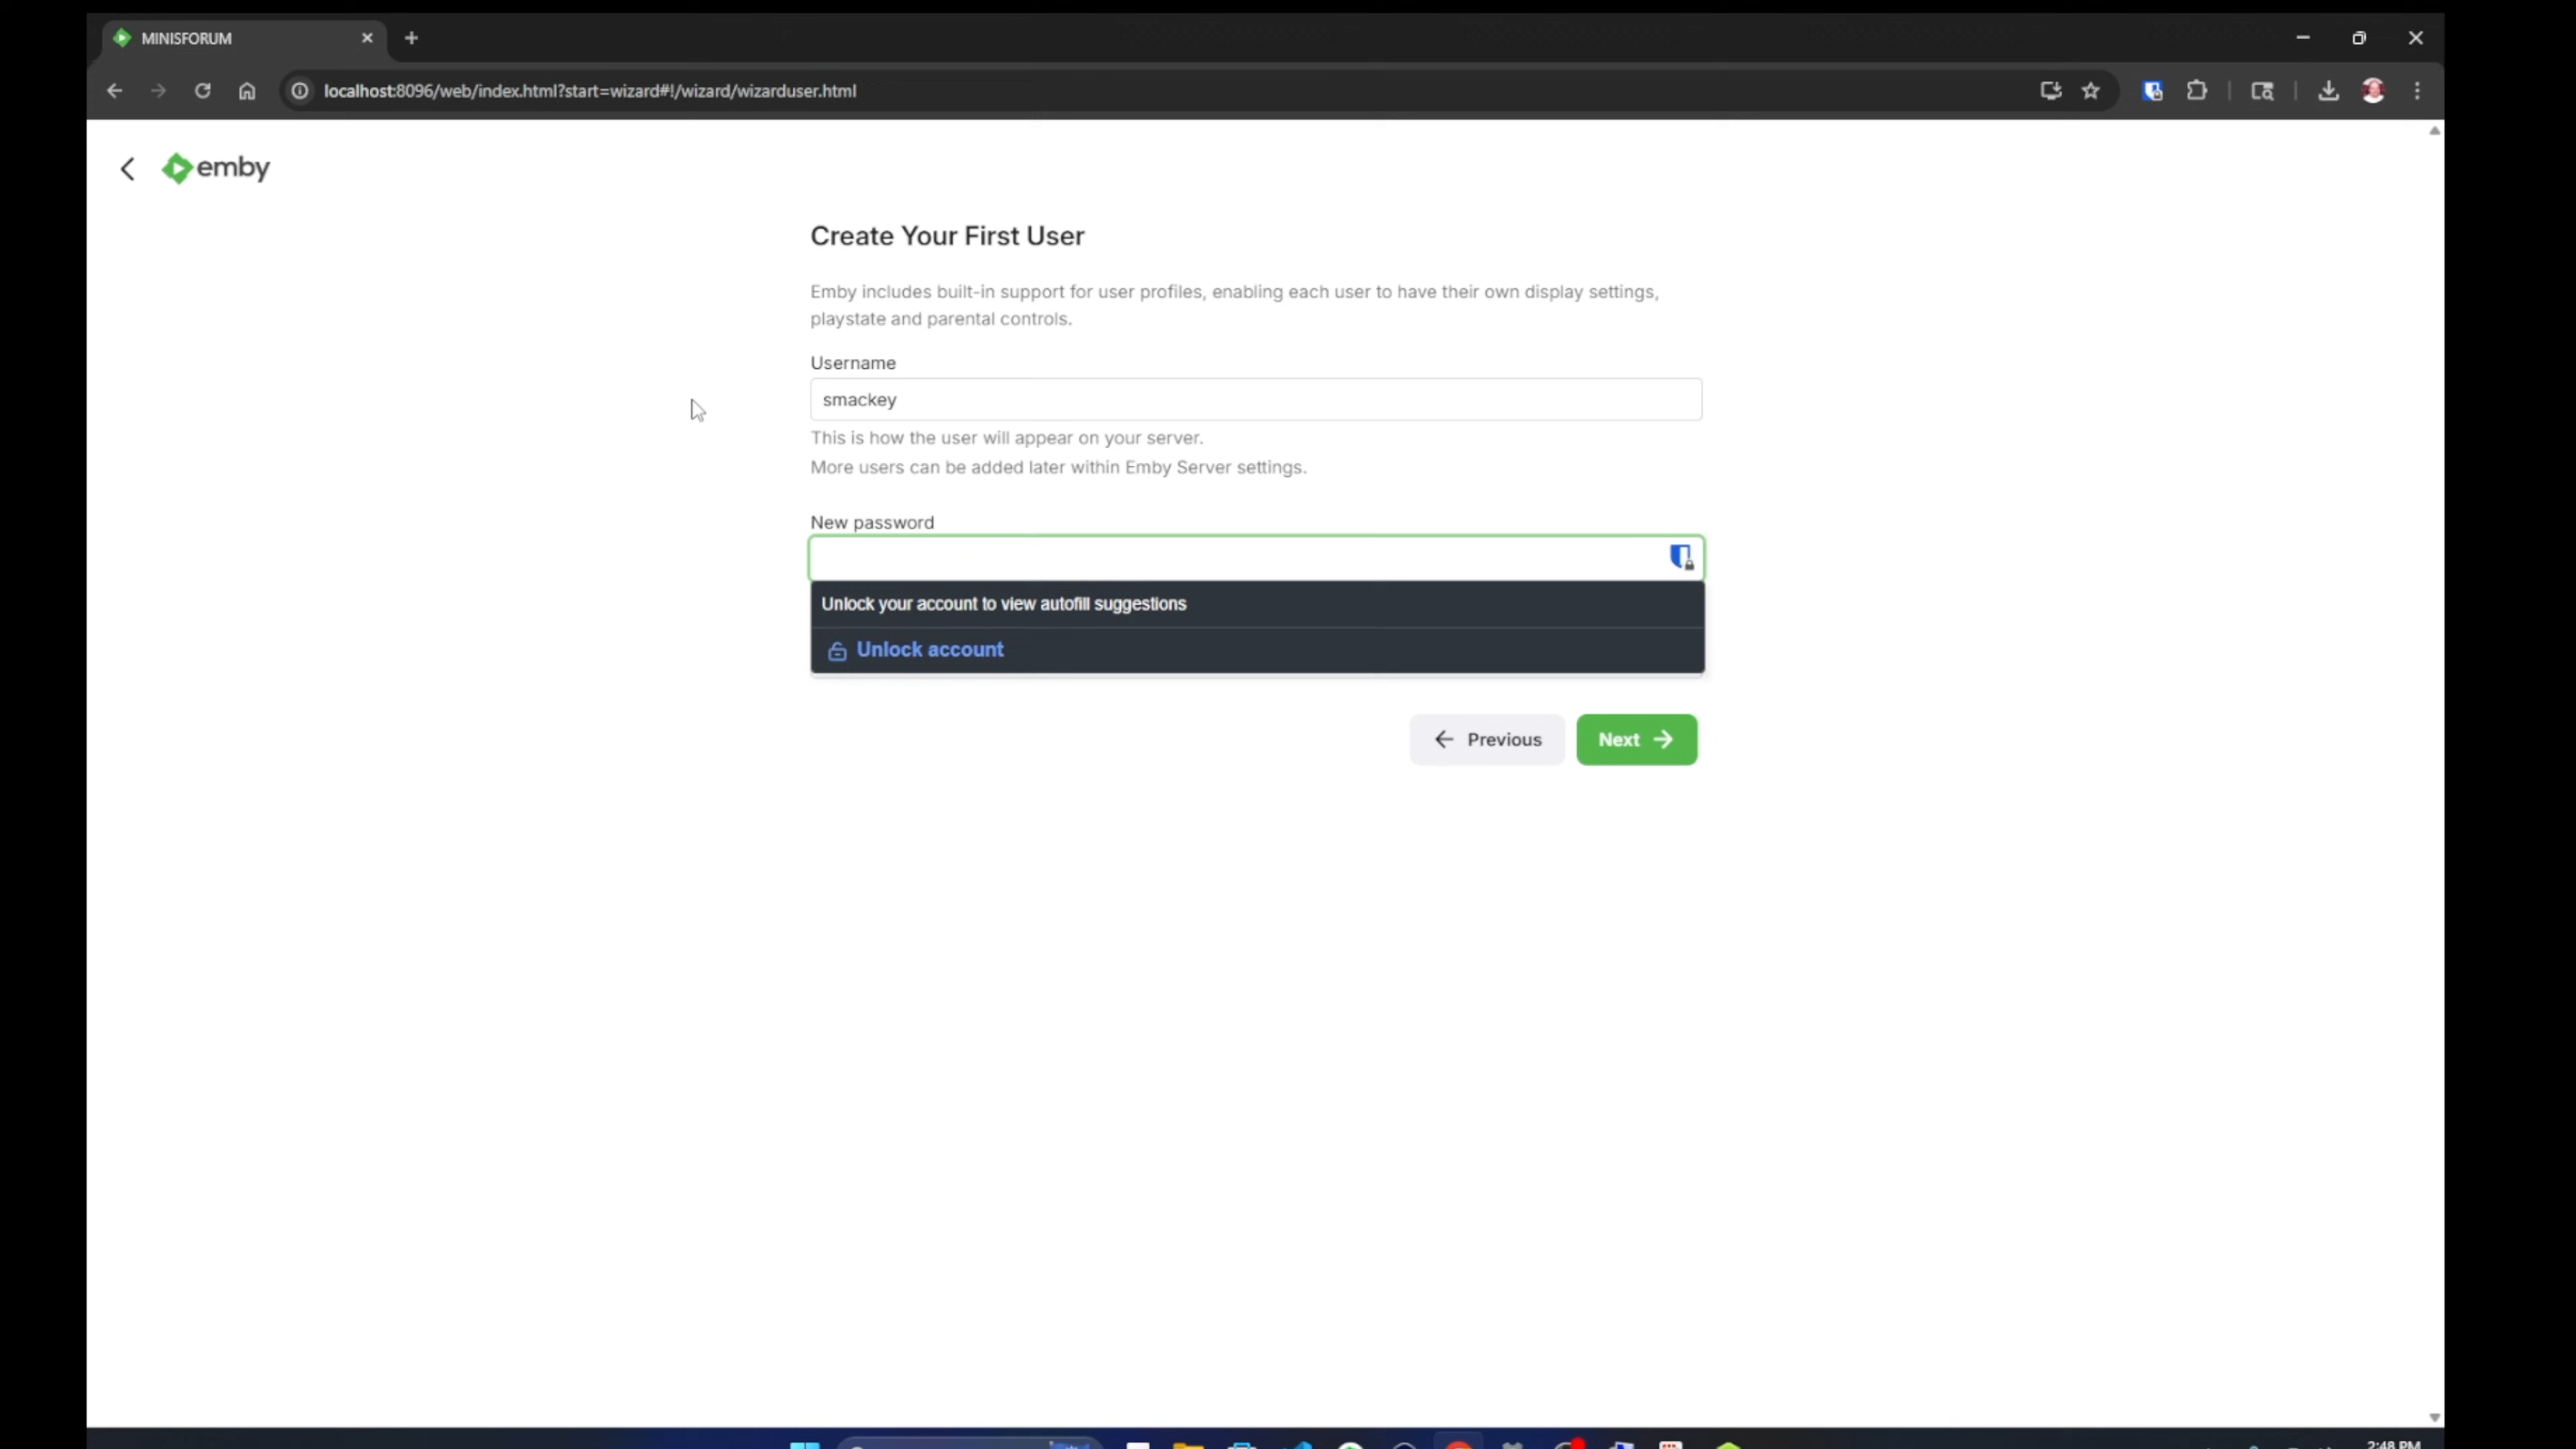 MINISFORUM
localhost:8096/web/index.html?start=wizard#!/wizard/wizarduser.html
emby
Create Your First User
Emby includes built-in support for user profiles, enabling each user to have their own display settings,
playstate and parental controls.
Username
smackey
This is how the user will appear on your server.
More users can be added later within Emby Server settings.
New password
Unlock your account to view autofill suggestions
Unlock account
Previous
Next
2:48 PM